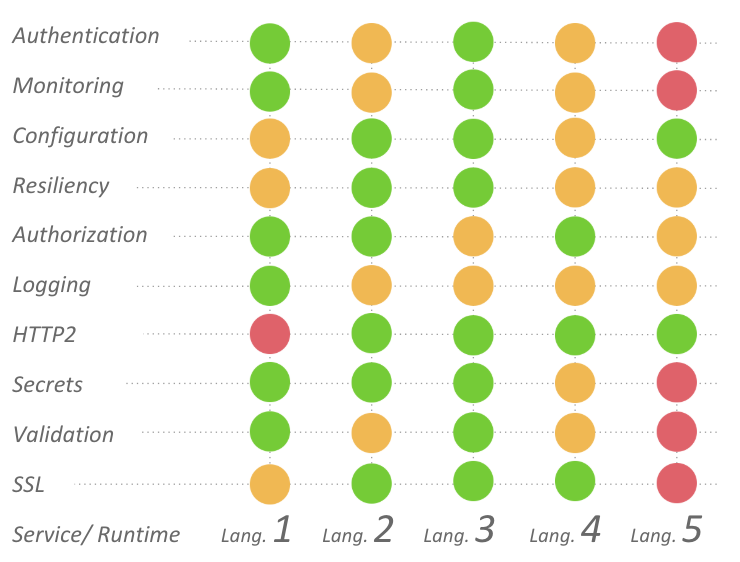 Authentication
Monitoring
Configuration
Resiliency
Authorization
Logging
HTTP2
Secrets
Validation
SSL
Service/ Runtime Lang. 1 Lang. 2 Lang. 3 Lang. 4 Lang. 5